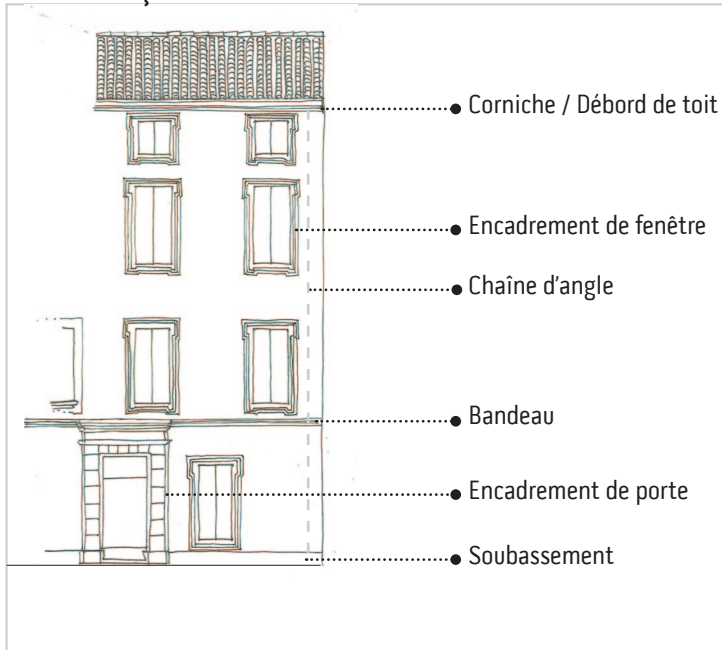 Corniche / Débord de toit
Encadrement de fenêtre
Chaîne d'angle
Bandeau
Encadrement de porte
Soubassement